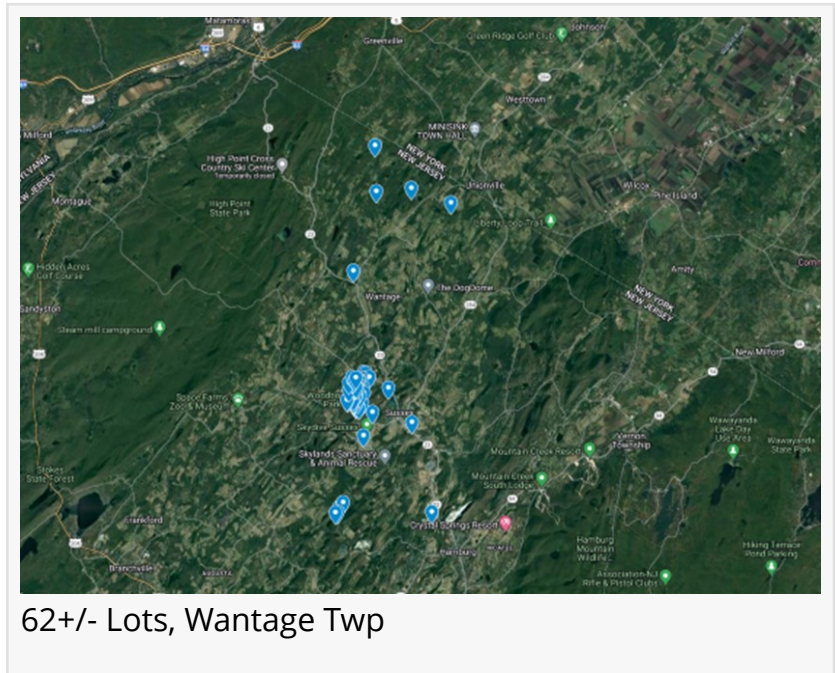 Matamoras
Greenville
Green Ridge Golf Club
Johnson
Westtown
Milford
MINISINK
TOWN HALL
NEW YORK
NEW JERSEY
High Point Cross
Country Ski Center
Temporarily closed
NEW JERSEY
Montague
High Point
State Park
Unionville
Wilcox
Pine Island
Liberty Loop Trail
Hidden Acres
Golf Course
Amity
Sandyston
The DogDome
Wantage
NEW YORK
NEW JERSEY
Steam mill campground
New Milford
Space Farms
Zoo & Museum
Sussex
Skydive Sussex
Wawayanda
Lake Day
Use Area
Vernon
Township
Wawayanda
State Park
Skylands Sanctuary
& Animal Rescue
Mountain Creek Resort
Stokes
State Forest
Mountain Creek
South Lodge
Frankford
Crystal Springs Resort
Hamburg
Hamburg
Mountain
Wildlife
Hiking Terrace
Pond Parking
Branchville
AUGUSTA
Association-NJ
Rifle & Pistol Clubs
62+/- Lots, Wantage Twp